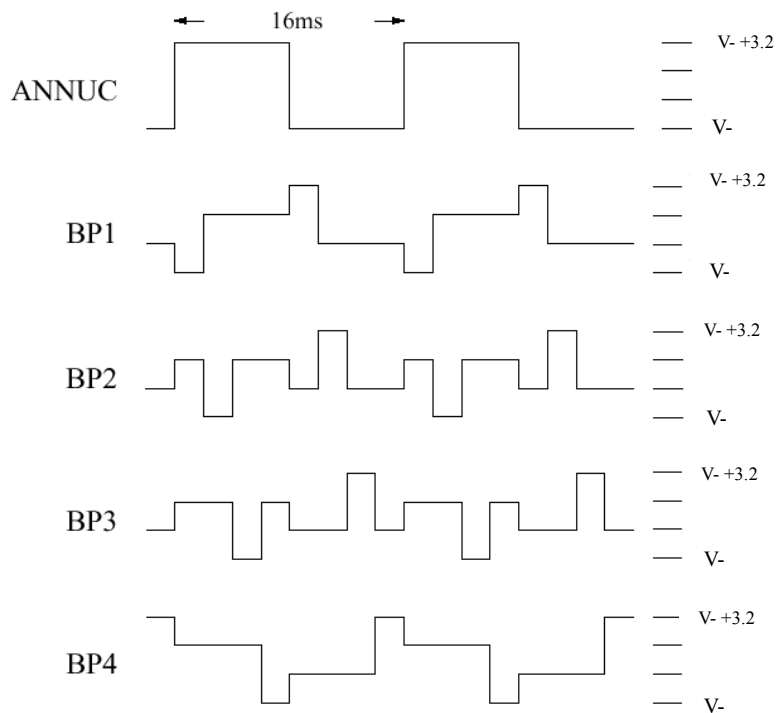 16ms
V- +3.2
ANNUC
V-
V- +3.2
BP1
V-
V- +3.2
BP2
V-
V- +3.2
BP3
V-
V- +3.2
BP4
V-